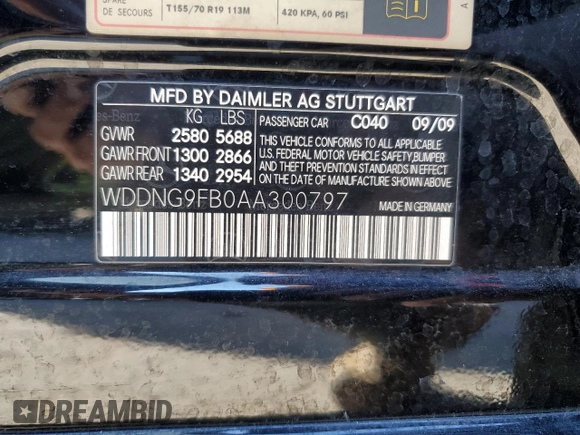 DE SECOURS T155/70 R19 113M 420 KPA, 60 PSI
MFD BY DAIMLER AG STUTTGART
KG LBS PASSENGER CAR C040 09/09
GVWR 2580 5688 THIS VEHICLE CONFORMS TO ALL APPLICABLE
GAWR FRONT 1300 2866 U.S. FEDERAL MOTOR VEHICLE SAFETY, BUMPER
GAWR REAR 1340 2954 AND THEFT PREVENTION STANDARDS IN EFFECT
ON THE DATE OF MANUFACTURE SHOWN ABOVE.
WDDNG9FB0AA300797 MADE IN GERMANY
DREAMBID